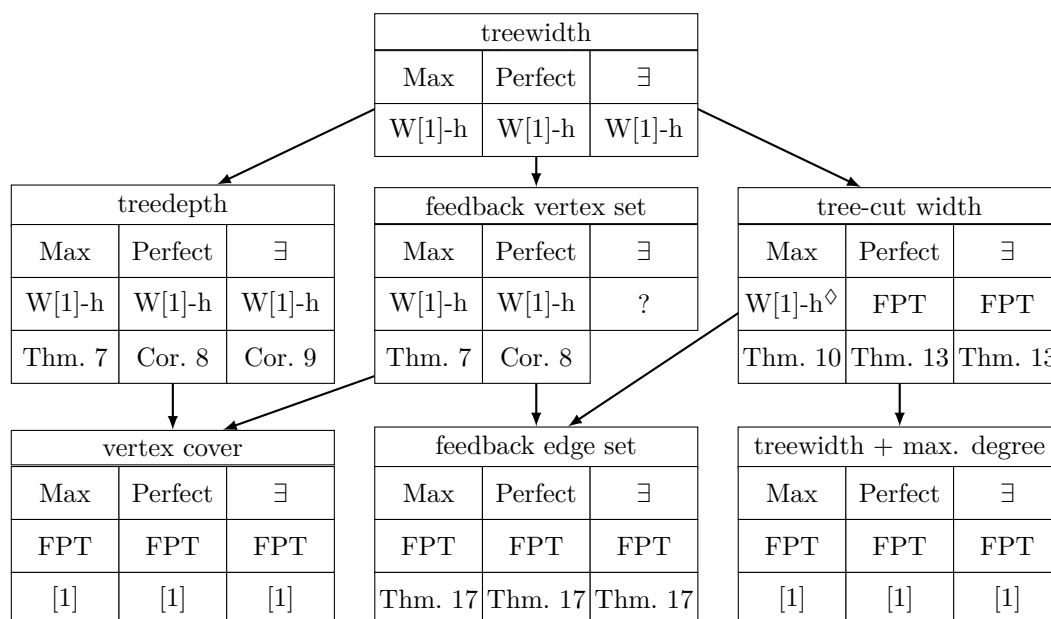 treewidth
Max Perfect ∃
W[1]-h W[1]-h W[1]-h
treedepth
Max Perfect ∃
W[1]-h W[1]-h W[1]-h
Thm. 7 Cor. 8 Cor. 9
feedback vertex set
Max Perfect ∃
W[1]-h W[1]-h ?
Thm. 7 Cor. 8
tree-cut width
Max Perfect ∃
W[1]-h◊ FPT FPT
Thm. 10 Thm. 13 Thm. 13
vertex cover
Max Perfect ∃
FPT FPT FPT
[1] [1] [1]
feedback edge set
Max Perfect ∃
FPT FPT FPT
Thm. 17 Thm. 17 Thm. 17
treewidth + max. degree
Max Perfect ∃
FPT FPT FPT
[1] [1] [1]